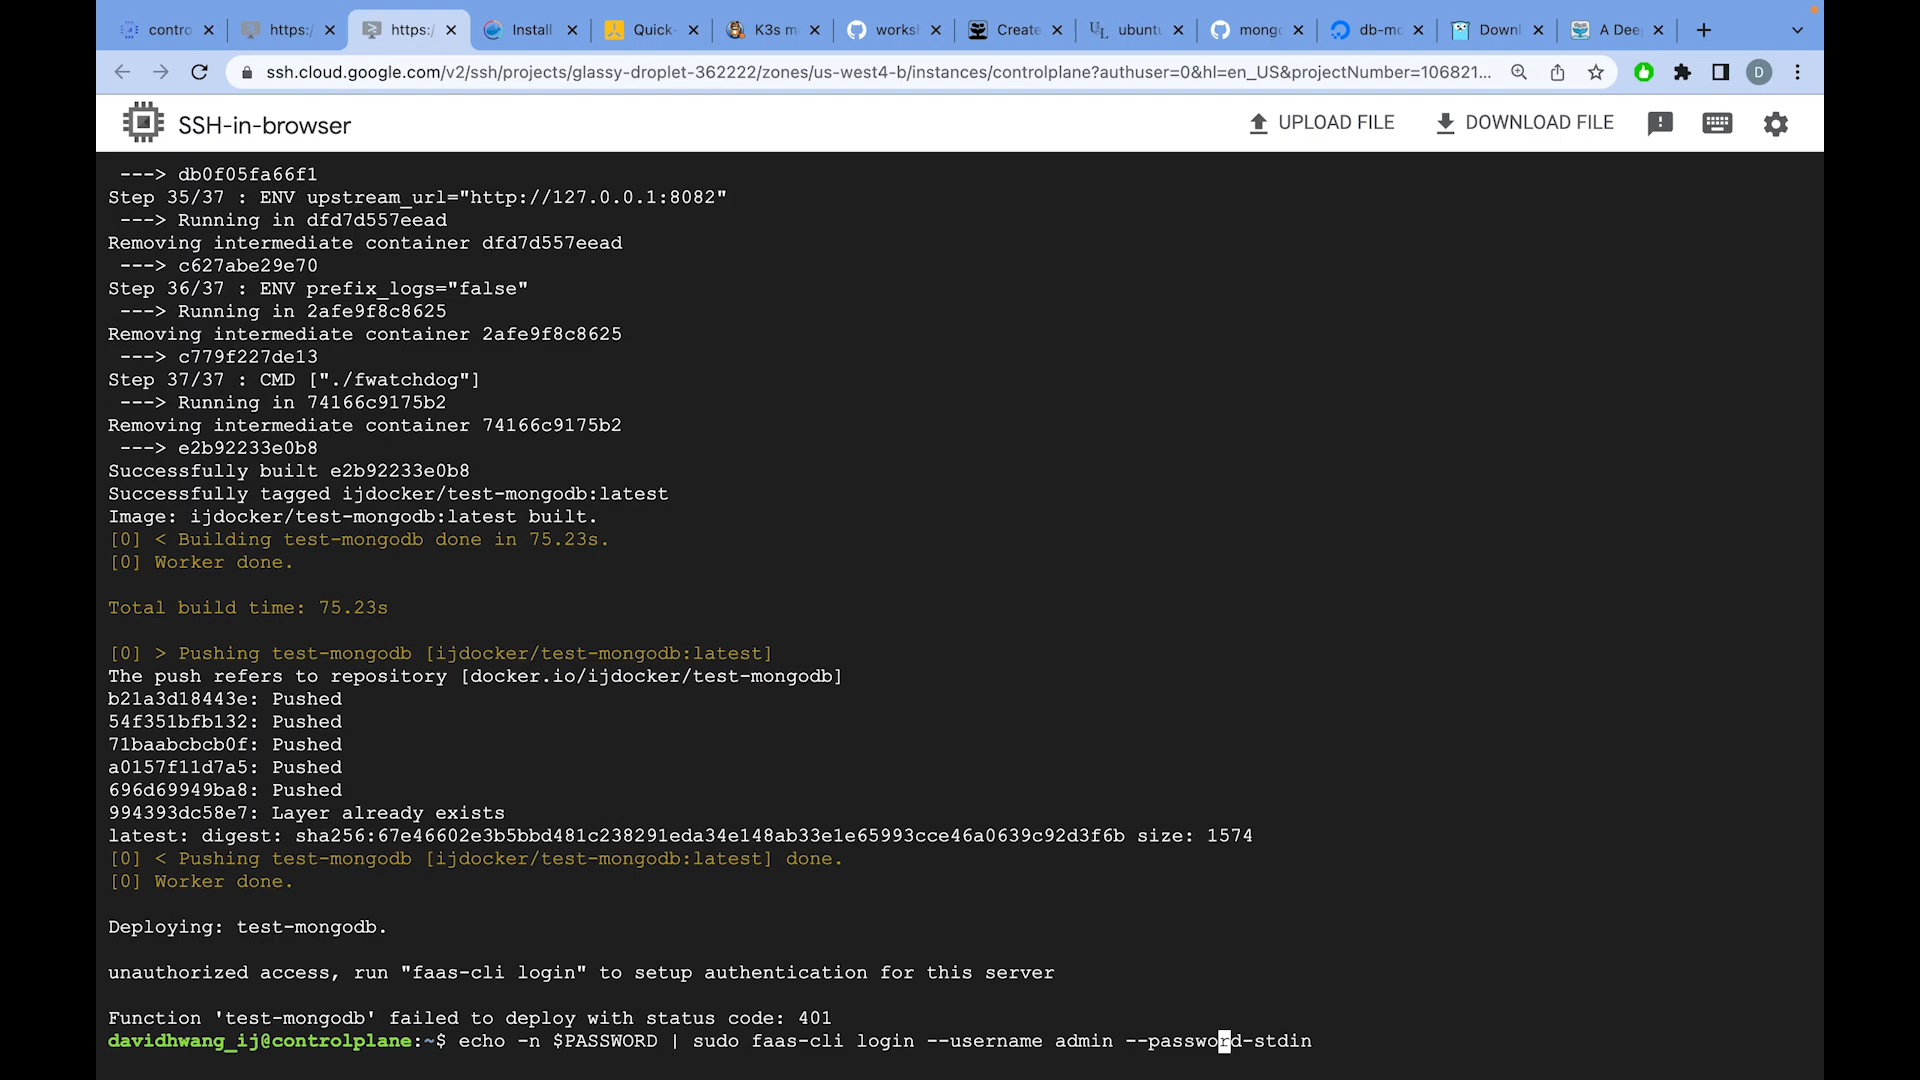 contro
https:/
https:/
Install
Quick-
K3s m
works
Create
ubunt
mong
db-mc
Down
A Dee
ssh.cloud.google.com/v2/ssh/projects/glassy-droplet-362222/zones/us-west4-b/instances/controlplane?authuser=0&hl=en_US&projectNumber=106821...
D
SSH-in-browser
UPLOAD FILE
DOWNLOAD FILE
---> db0f05fa66f1
Step 35/37 : ENV upstream_url="http://127.0.0.1:8082"
---> Running in dfd7d557eead
Removing intermediate container dfd7d557eead
---> c627abe29e70
Step 36/37 : ENV prefix_logs="false"
---> Running in 2afe9f8c8625
Removing intermediate container 2afe9f8c8625
---> c779f227de13
Step 37/37 : CMD ["./fwatchdog"]
---> Running in 74166c9175b2
Removing intermediate container 74166c9175b2
---> e2b92233e0b8
Successfully built e2b92233e0b8
Successfully tagged ijdocker/test-mongodb:latest
Image: ijdocker/test-mongodb:latest built.
[0] < Building test-mongodb done in 75.23s.
[0] Worker done.
Total build time: 75.23s
[0] > Pushing test-mongodb [ijdocker/test-mongodb:latest]
The push refers to repository [docker.io/ijdocker/test-mongodb]
b21a3d18443e: Pushed
54f351bfb132: Pushed
71baabcbcb0f: Pushed
a0157f11d7a5: Pushed
696d69949ba8: Pushed
994393dc58e7: Layer already exists
latest: digest: sha256:67e46602e3b5bbd481c238291eda34e148ab33e1e65993cce46a0639c92d3f6b size: 1574
[0] < Pushing test-mongodb [ijdocker/test-mongodb:latest] done.
[0] Worker done.
Deploying: test-mongodb.
unauthorized access, run "faas-cli login" to setup authentication for this server
Function 'test-mongodb' failed to deploy with status code: 401
davidhwang_ij@controlplane:~$ echo -n $PASSWORD | sudo faas-cli login --username admin --password-stdin